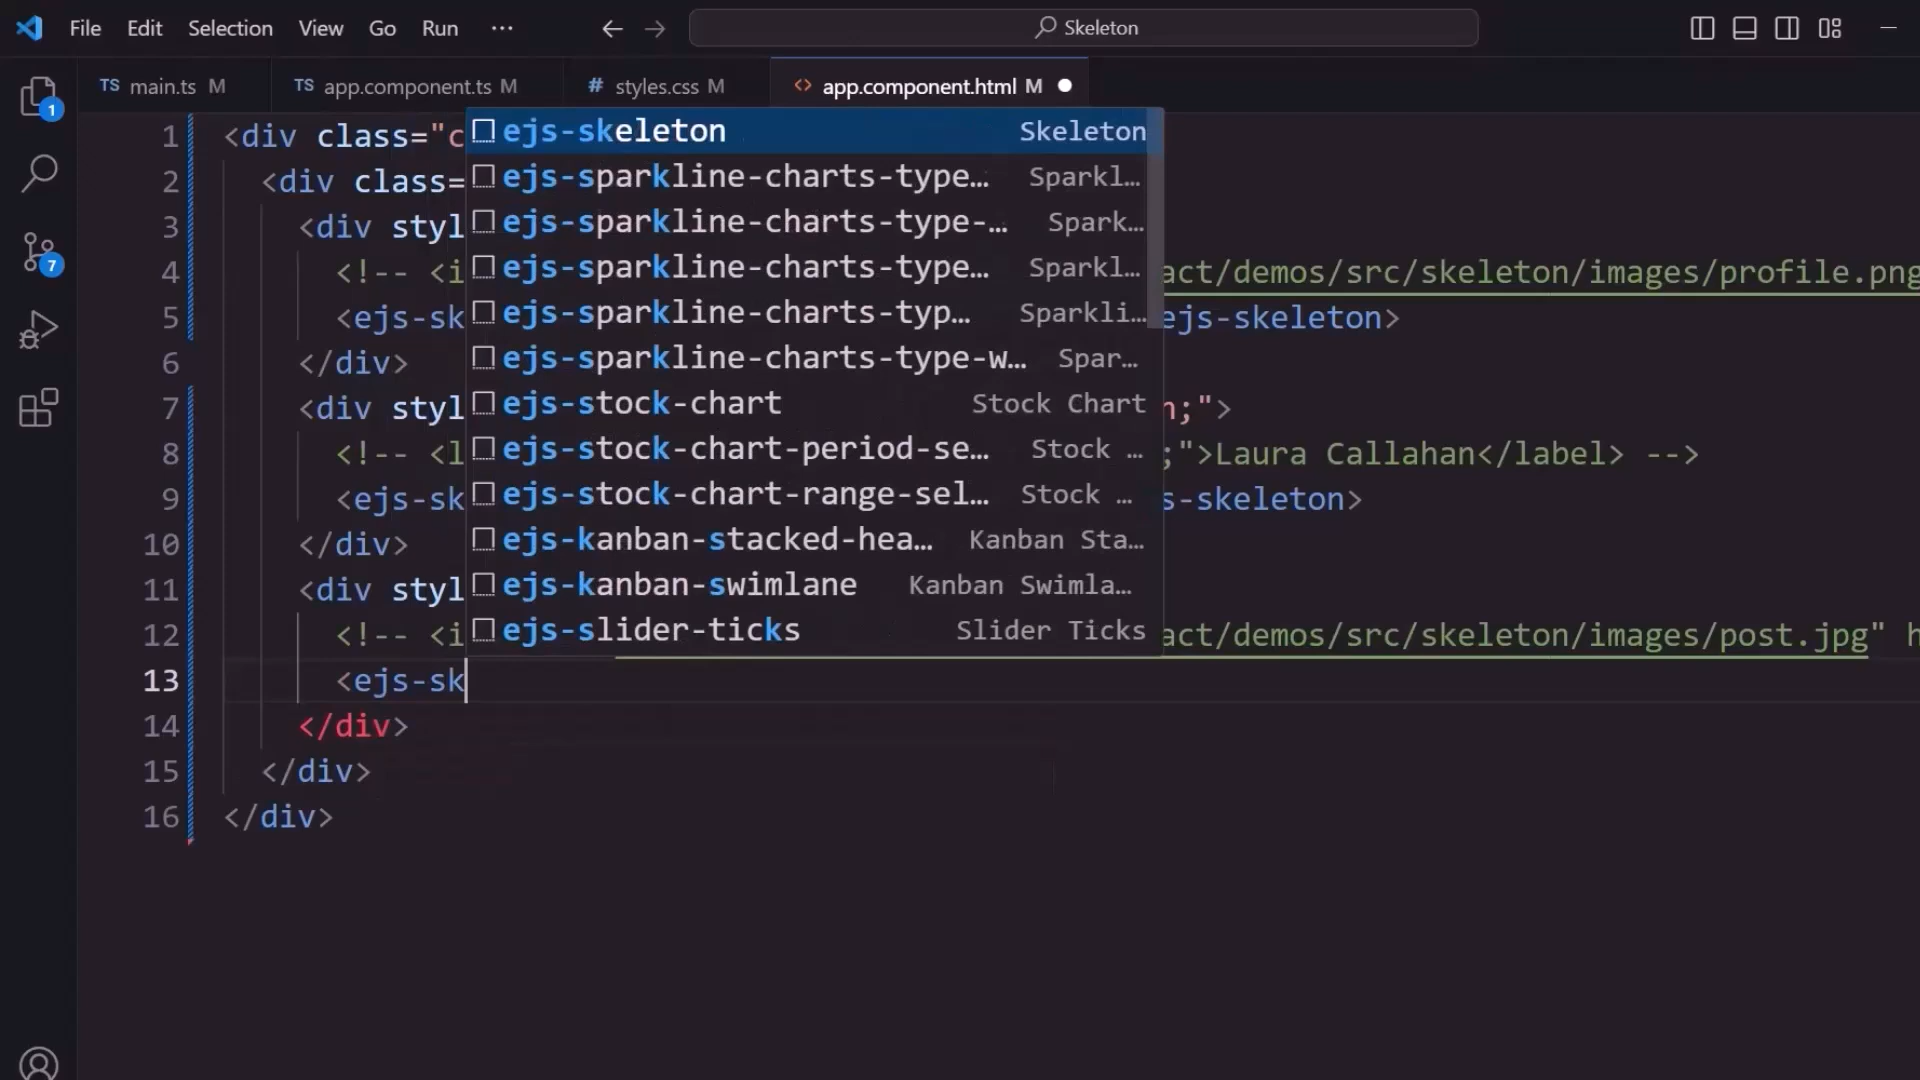 File Edit Selection View Go Run ··· Skeleton
1
TS main.ts M TS app.component.ts M # styles.css M <> app.component.html M
7
1 <div class="c
2 <div class=
3 <div styl
4 <!-- <i act/demos/src/skeleton/images/profile.png
5 <ejs-sk ejs-skeleton>
6 </div>
7 <div styl ;">
8 <!-- <l ;">Laura Callahan</label> -->
9 <ejs-sk s-skeleton>
10 </div>
11 <div styl
12 <!-- <i act/demos/src/skeleton/images/post.jpg" h
13 <ejs-sk
14 </div>
15 </div>
16 </div>
ejs-skeleton Skeleton
ejs-sparkline-charts-type… Sparkl…
ejs-sparkline-charts-type-… Spark…
ejs-sparkline-charts-type… Sparkl…
ejs-sparkline-charts-typ… Sparkli…
ejs-sparkline-charts-type-w… Spar…
ejs-stock-chart Stock Chart
ejs-stock-chart-period-se… Stock …
ejs-stock-chart-range-sel… Stock …
ejs-kanban-stacked-hea… Kanban Sta…
ejs-kanban-swimlane Kanban Swimla…
ejs-slider-ticks Slider Ticks